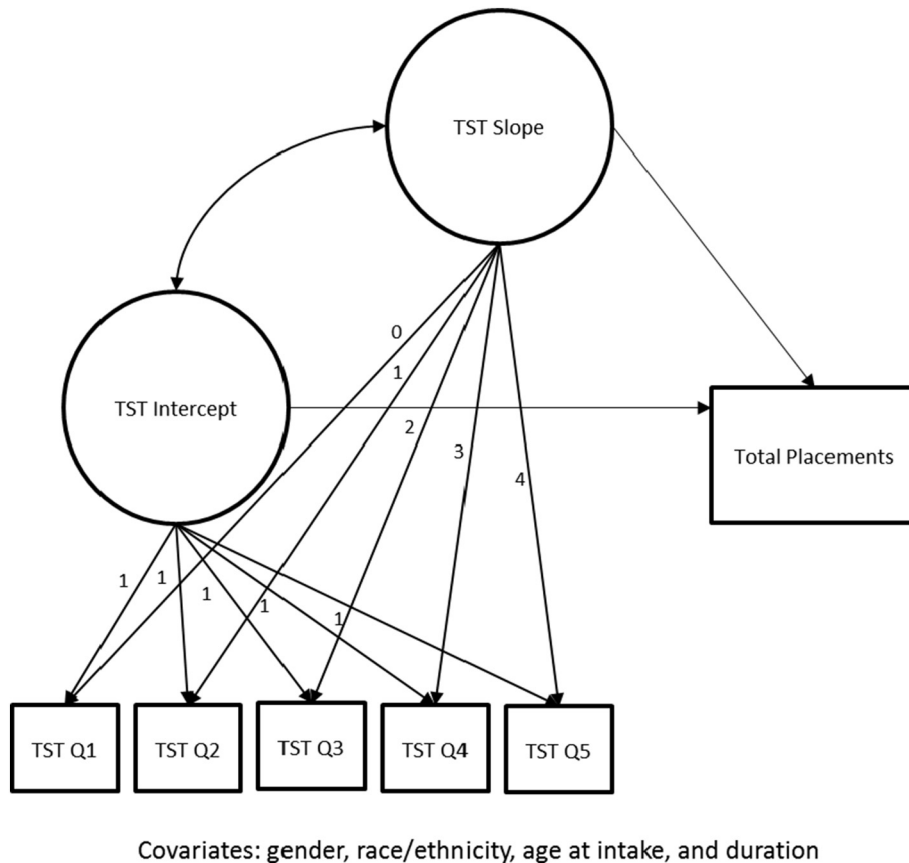 TST Slope
TST Intercept
0
1
2
3
4
Total Placements
1
1
1
1
1
TST Q1
TST Q2
TST Q3
TST Q4
TST Q5
Covariates: gender, race/ethnicity, age at intake, and duration